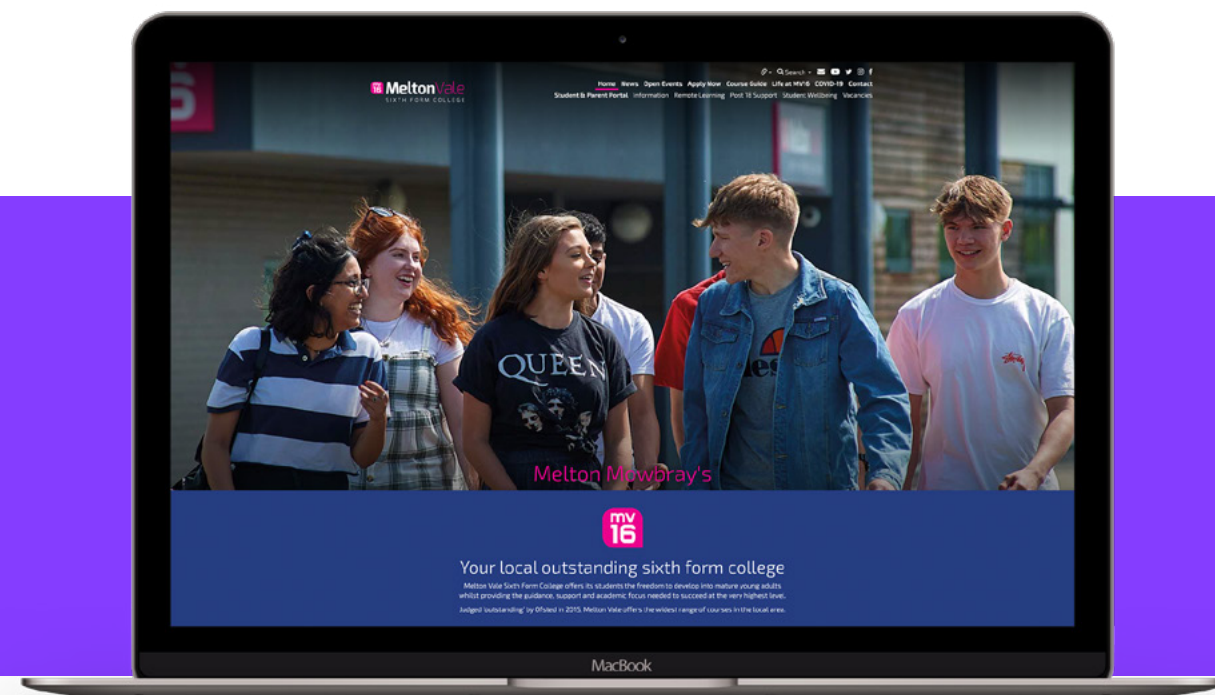 Search
16 MeltonVale
SIXTH FORM COLLEGE
Home News Open Events Apply Now Course Guide Life at MV16 COVID-19 Contact
Student & Parent Portal Information Remote Learning Post 16 Support Student Wellbeing Vacancies
QUEEN
Melton Mowbray's
mv
16
Your local outstanding sixth form college
Melton Vale Sixth Form College offers its students the freedom to develop into mature young adults
whilst providing the guidance, support and academic focus needed to succeed at the very highest level.
Judged 'outstanding' by Ofsted in 2015, Melton Vale offers the widest range of courses in the local area.
MacBook